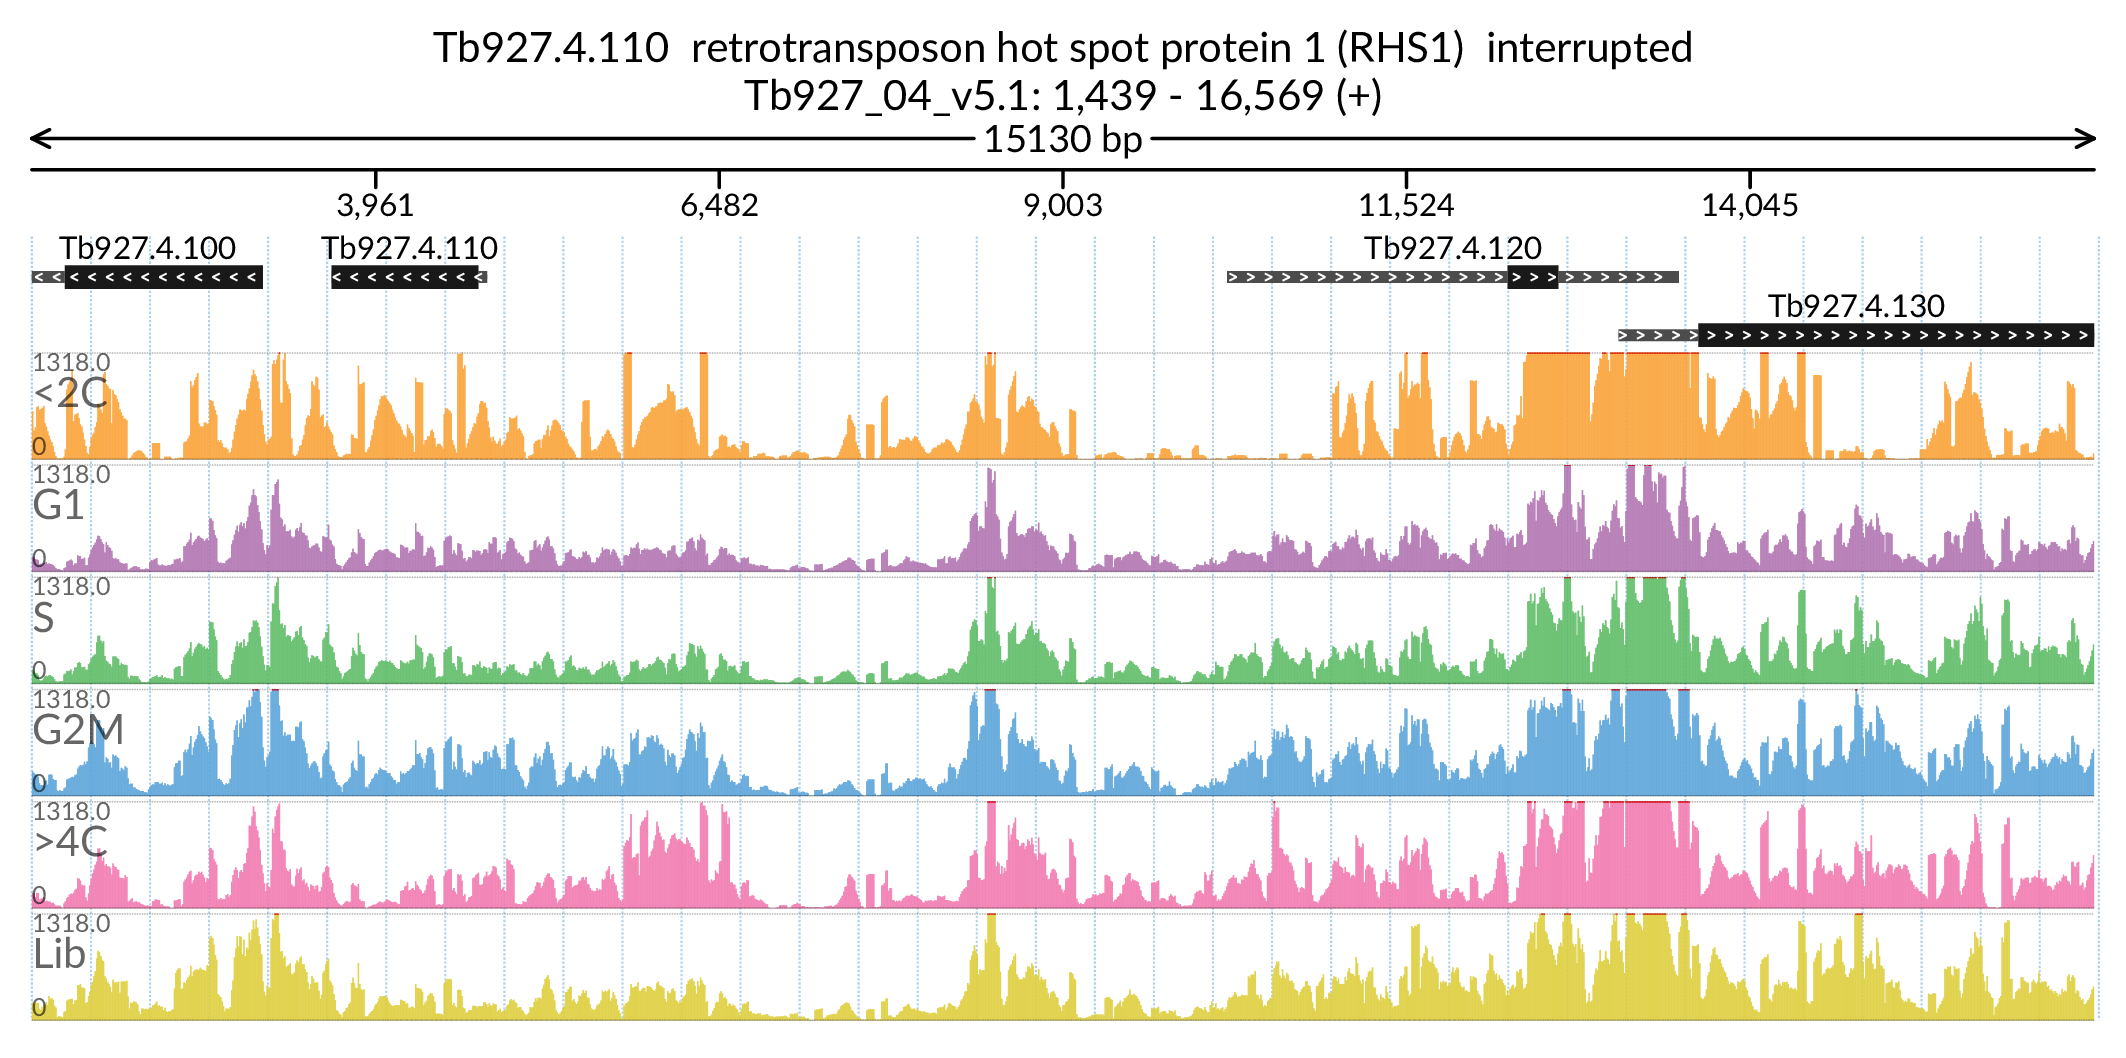 Tb927.4.110 retrotransposon hot spot protein 1 (RHS1) interrupted
Tb927_04_v5.1: 1,439 - 16,569 (+)
15130 bp
3,961 6,482 9,003 11,524 14,045
Tb927.4.100 Tb927.4.110 Tb927.4.120
Tb927.4.130
1318.0
<2C
0
1318.0
G1
0
1318.0
S
0
1318.0
G2M
0
1318.0
>4C
0
1318.0
Lib
0